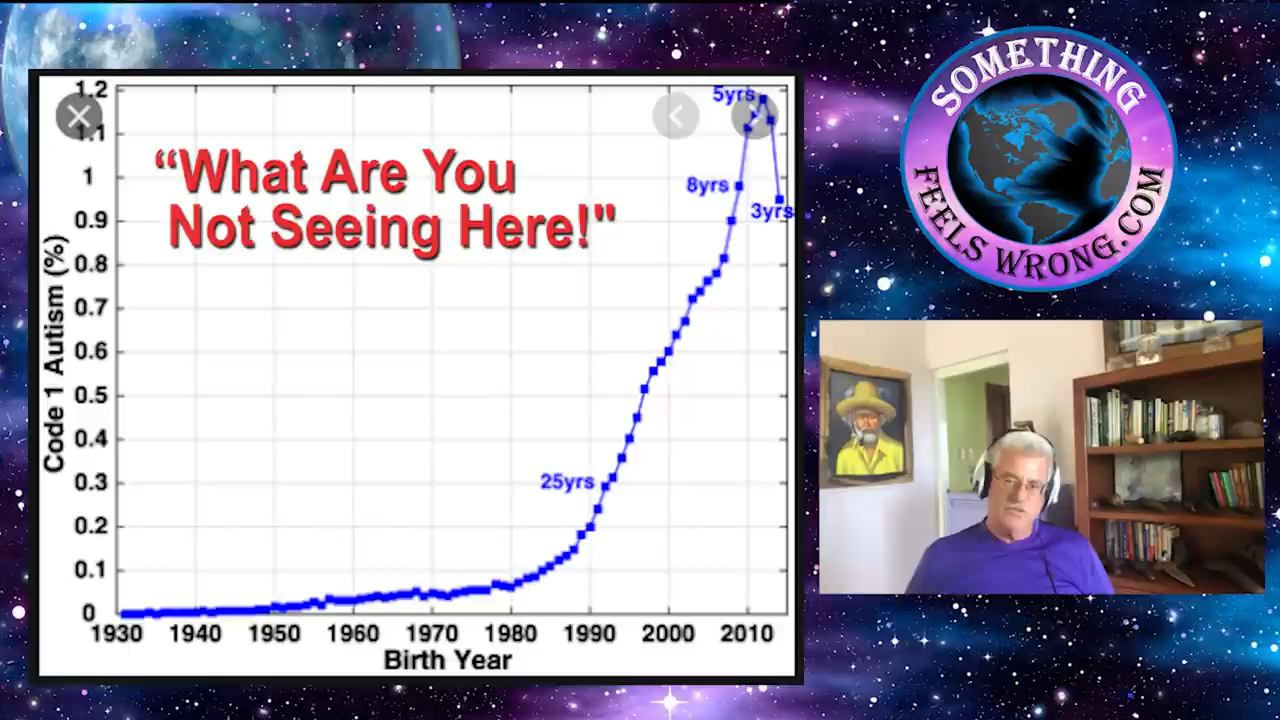 1.2
1.1
1
0.9
0.8
0.7
0.6
0.5
0.4
0.3
0.2
0.1
0
Code 1 Autism (%)
“What Are You
Not Seeing Here!"
5yrs
8yrs
3yrs
25yrs
1930 1940 1950 1960 1970 1980 1990 2000 2010
Birth Year
SOMETHING
FEELS WRONG.COM